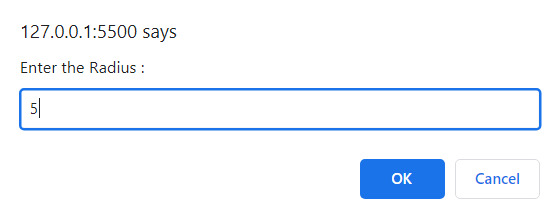 127.0.0.1:5500 says
Enter the Radius :
5
OK
Cancel